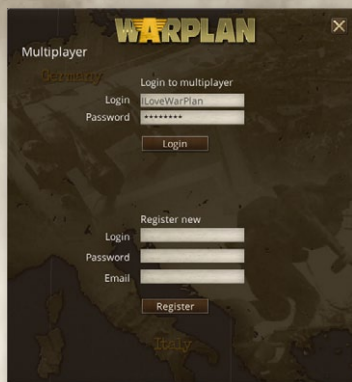 WARPLAN
Multiplayer
Germany
Login to multiplayer
Login ILoveWarPlan
Password ********
Login
Register new
Login
Password
Email
Register
Italy